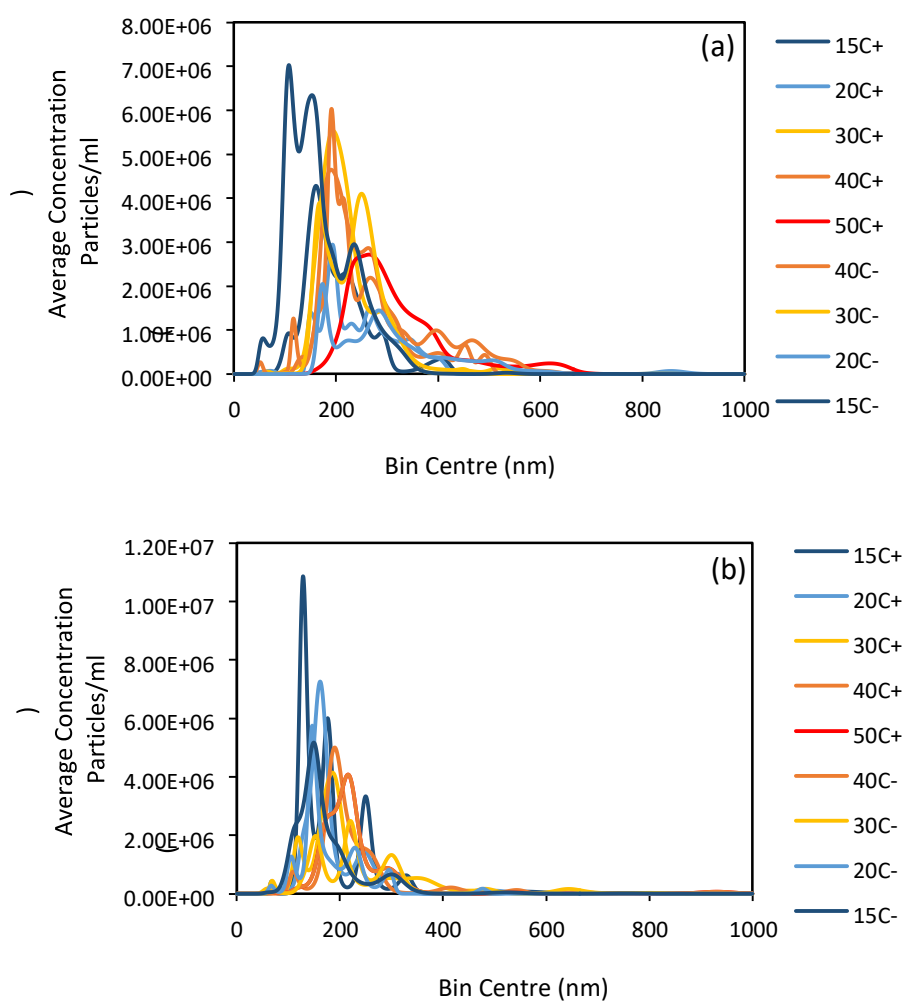 (a)
8.00E+06
7.00E+06
6.00E+06
5.00E+06
4.00E+06
3.00E+06
2.00E+06
1.00E+06
0.00E+00
0 200 400 600 800 1000
Average Concentration
Particles/ml
(
)
Bin Centre (nm)
15C+
20C+
30C+
40C+
50C+
40C-
30C-
20C-
15C-
(b)
1.20E+07
1.00E+07
8.00E+06
6.00E+06
4.00E+06
2.00E+06
0.00E+00
0 200 400 600 800 1000
Average Concentration
Particles/ml
(
)
Bin Centre (nm)
15C+
20C+
30C+
40C+
50C+
40C-
30C-
20C-
15C-